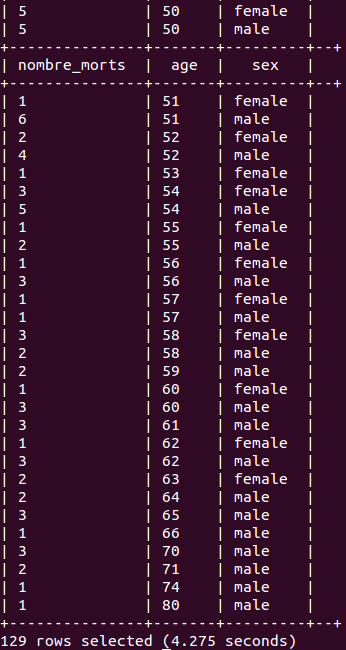 | 5 | 50 | female |
| 5 | 50 | male |
+---------------+-------+---------+--+
| nombre_morts | age | sex |
+---------------+-------+---------+--+
| 1 | 51 | female |
| 6 | 51 | male |
| 2 | 52 | female |
| 4 | 52 | male |
| 1 | 53 | female |
| 3 | 54 | female |
| 5 | 54 | male |
| 1 | 55 | female |
| 2 | 55 | male |
| 1 | 56 | female |
| 3 | 56 | male |
| 1 | 57 | female |
| 1 | 57 | male |
| 3 | 58 | female |
| 2 | 58 | male |
| 2 | 59 | male |
| 1 | 60 | female |
| 3 | 60 | male |
| 3 | 61 | male |
| 1 | 62 | female |
| 3 | 62 | male |
| 2 | 63 | female |
| 2 | 64 | male |
| 3 | 65 | male |
| 1 | 66 | male |
| 3 | 70 | male |
| 2 | 71 | male |
| 1 | 74 | male |
| 1 | 80 | male |
+---------------+-------+---------+--+
129 rows selected (4.275 seconds)